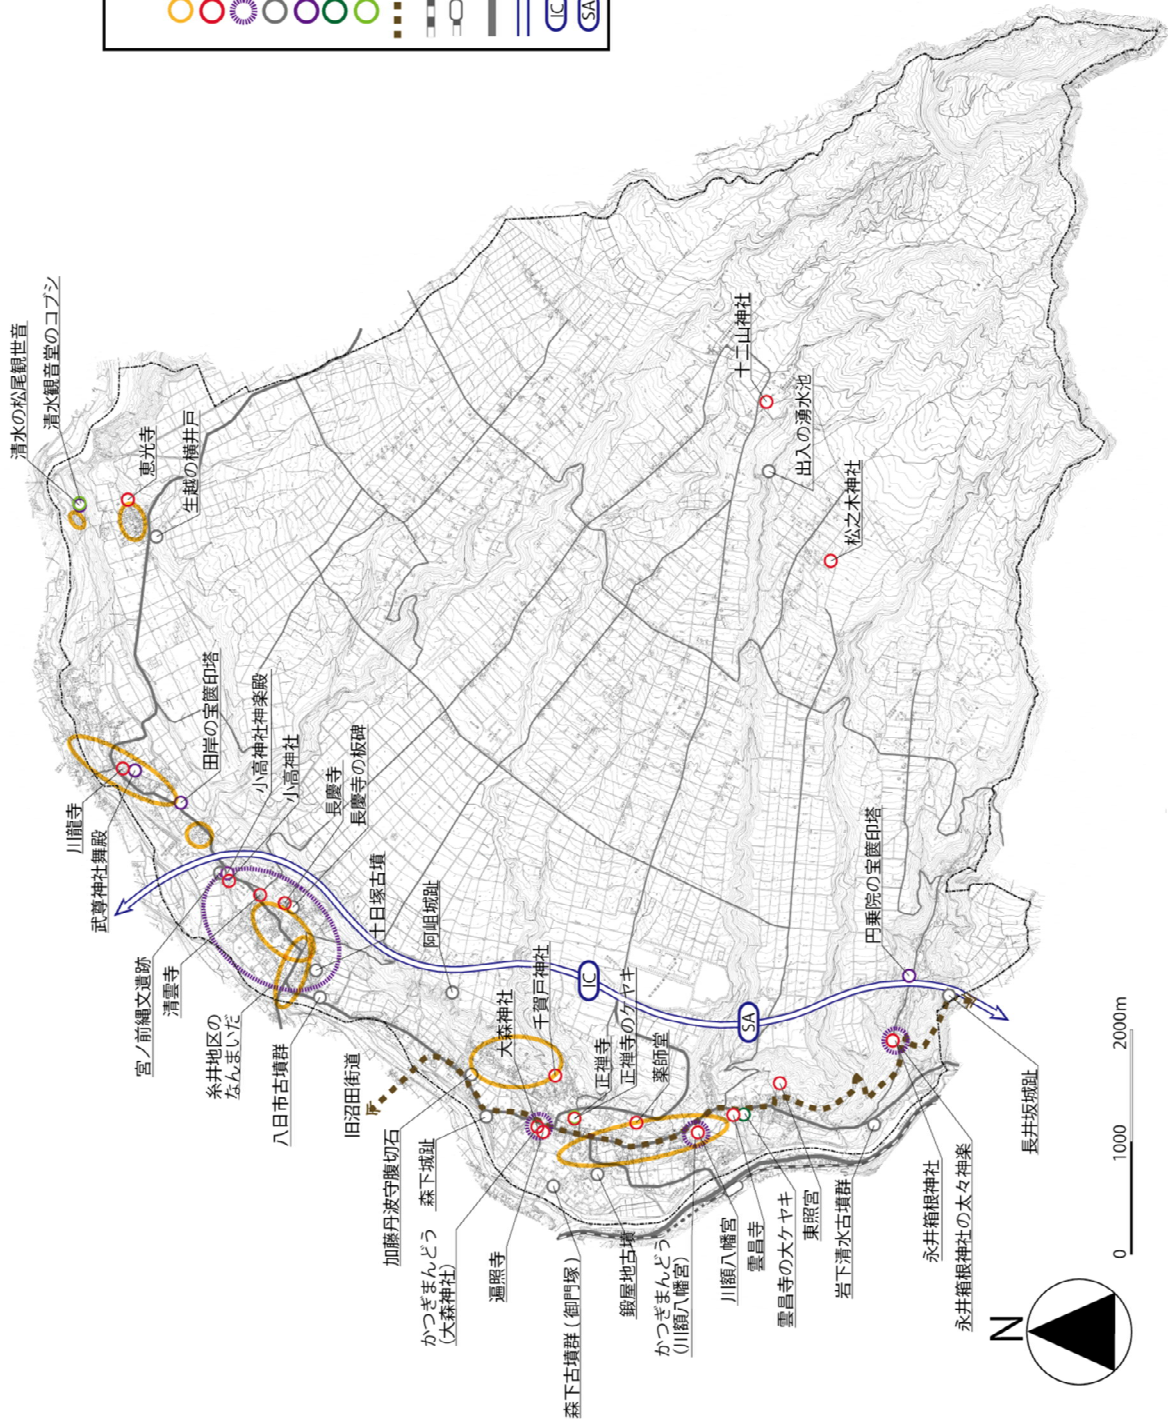 IC
SA
清水の松尾観世音
清水観音堂のコブシ
恵光寺
生越の横井戸
十二山神社
出入の湧水池
松之木神社
川龍寺
武尊神社舞殿
田岸の宝篋印塔
小高神社神楽殿
小高神社
長慶寺
長慶寺の板碑
宮ノ前縄文遺跡
清雲寺
糸井地区の
なんまいだ
八日市古墳群
十日塚古墳
阿岨城趾
旧沼田街道
加藤丹波守腹切石
森下城趾
かつぎまんどう
(大森神社)
遍照寺
大森神社
千賀戸神社
正禅寺
正禅寺のケヤキ
薬師堂
森下古墳群(御門塚)
鍛屋地古墳
かつぎまんどう
(川額八幡宮)
川額八幡宮
雲昌寺
雲昌寺の大ケヤキ
東照宮
岩下清水古墳群
円乗院の宝篋印塔
永井箱根神社
永井箱根神社の太々神楽
長井坂城趾
IC
SA
N
0
1000
2000m